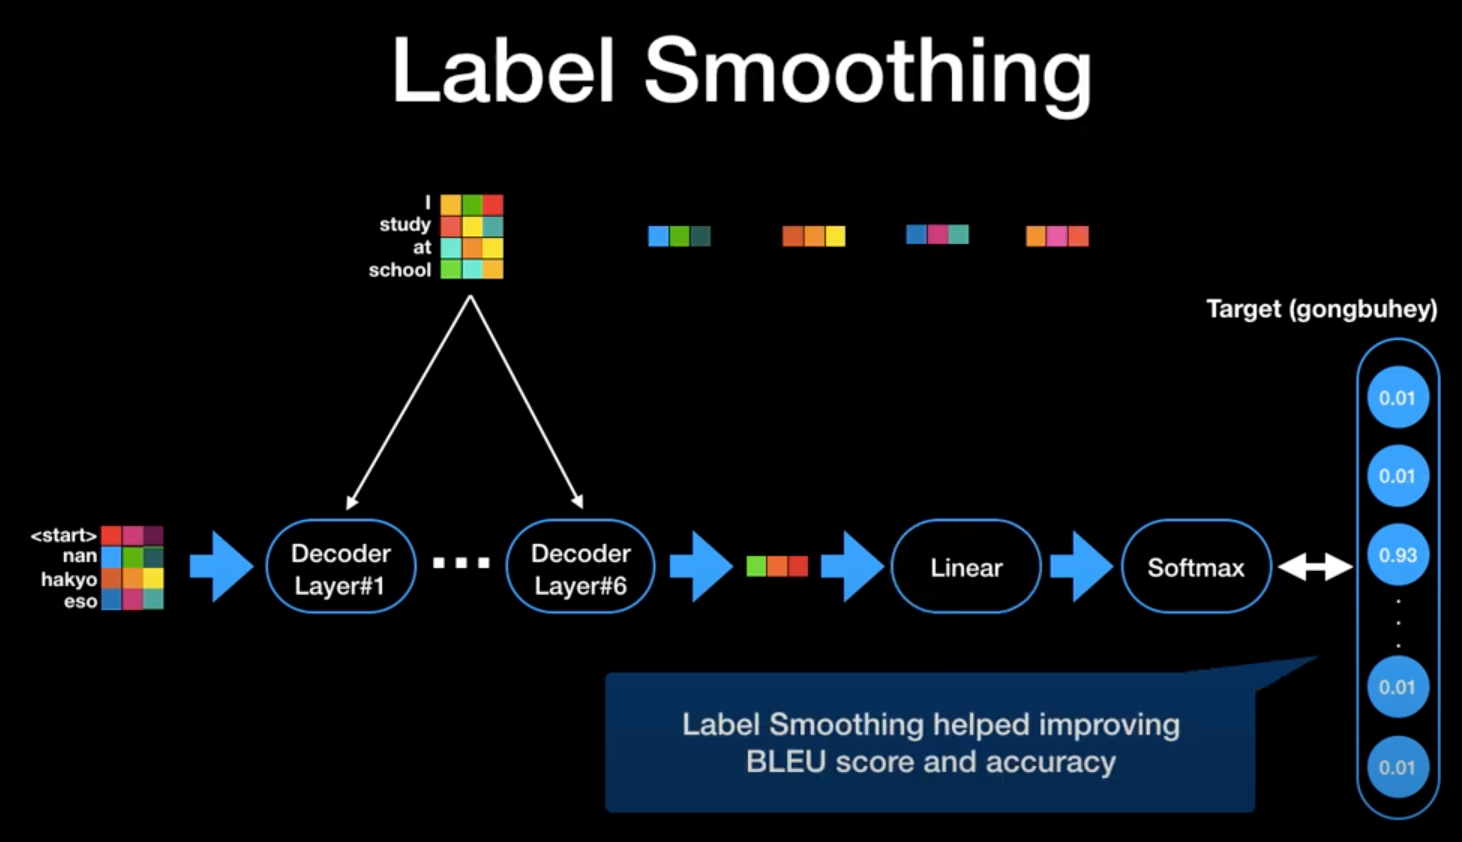 Label Smoothing
I
study
at
school
Target (gongbuhey)
0.01
0.01
0.93
.
.
.
0.01
0.01
<start>
nan
hakyo
eso
Decoder
Layer#1
...
Decoder
Layer#6
Linear
Softmax
Label Smoothing helped improving
BLEU score and accuracy